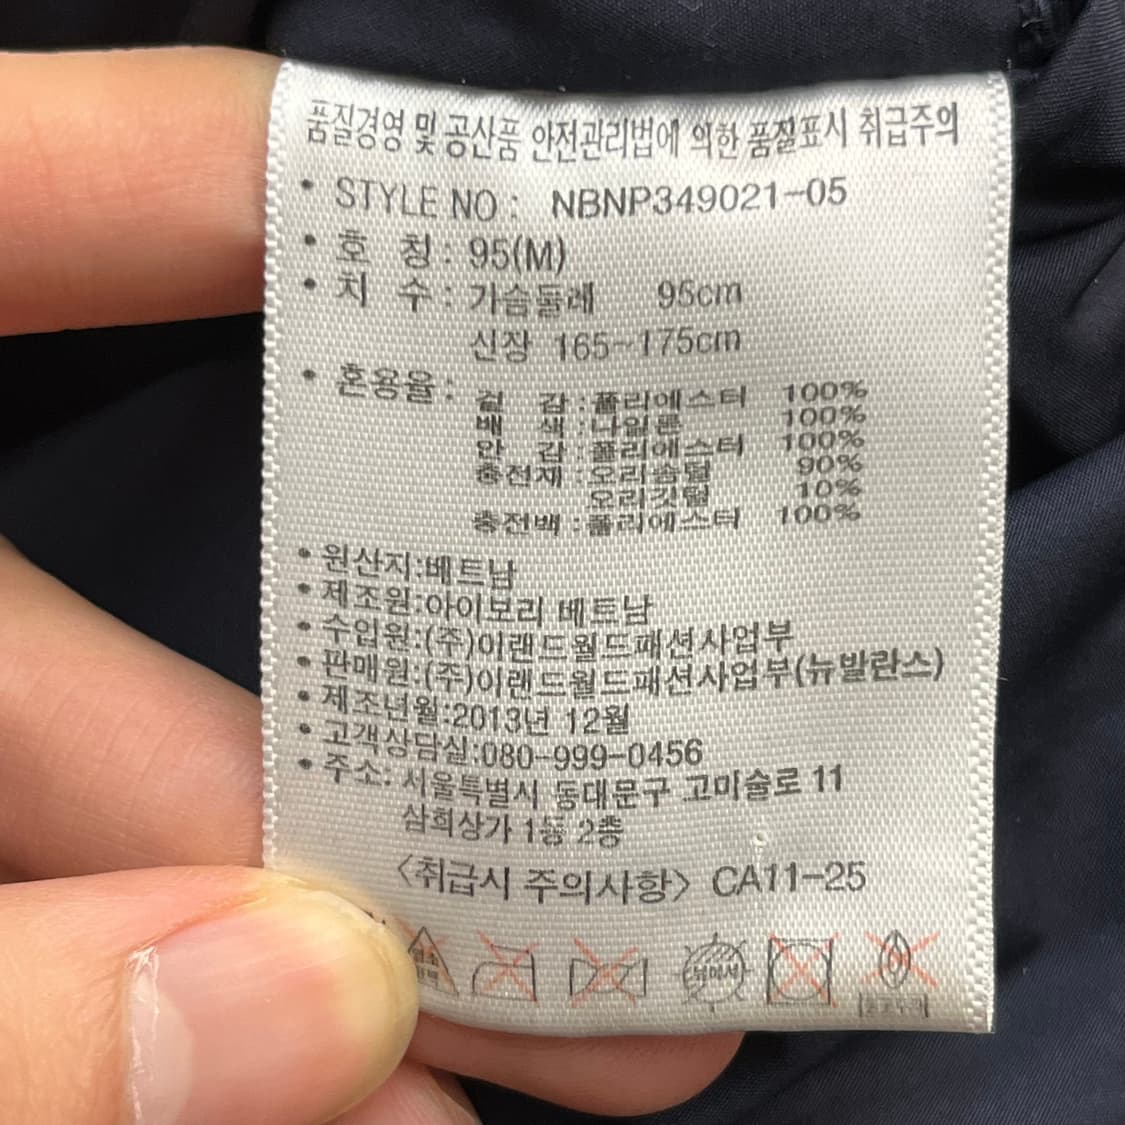 품질경영 및 공산품 안전관리법에 의한 품질표시 취급주의
• STYLE NO : NBNP349021-05
• 호 칭 : 95(M)
• 치 수 : 가슴둘레 95cm
신장 165~175cm
• 혼용율 : 겉 감 : 폴리에스터 100%
배 색 : 나일론 100%
안 감 : 폴리에스터 100%
충전재 : 오리솜털 90%
오리깃털 10%
충전백 : 폴리에스터 100%
• 원산지:베트남
• 제조원:아이보리 베트남
• 수입원:(주)이랜드월드패션사업부
• 판매원:(주)이랜드월드패션사업부(뉴발란스)
• 제조년월:2013년 12월
• 고객상담실:080-999-0456
• 주소: 서울특별시 동대문구 고미술로 11
삼희상가 1동 2층
<취급시 주의사항> CA11-25
염소
표백